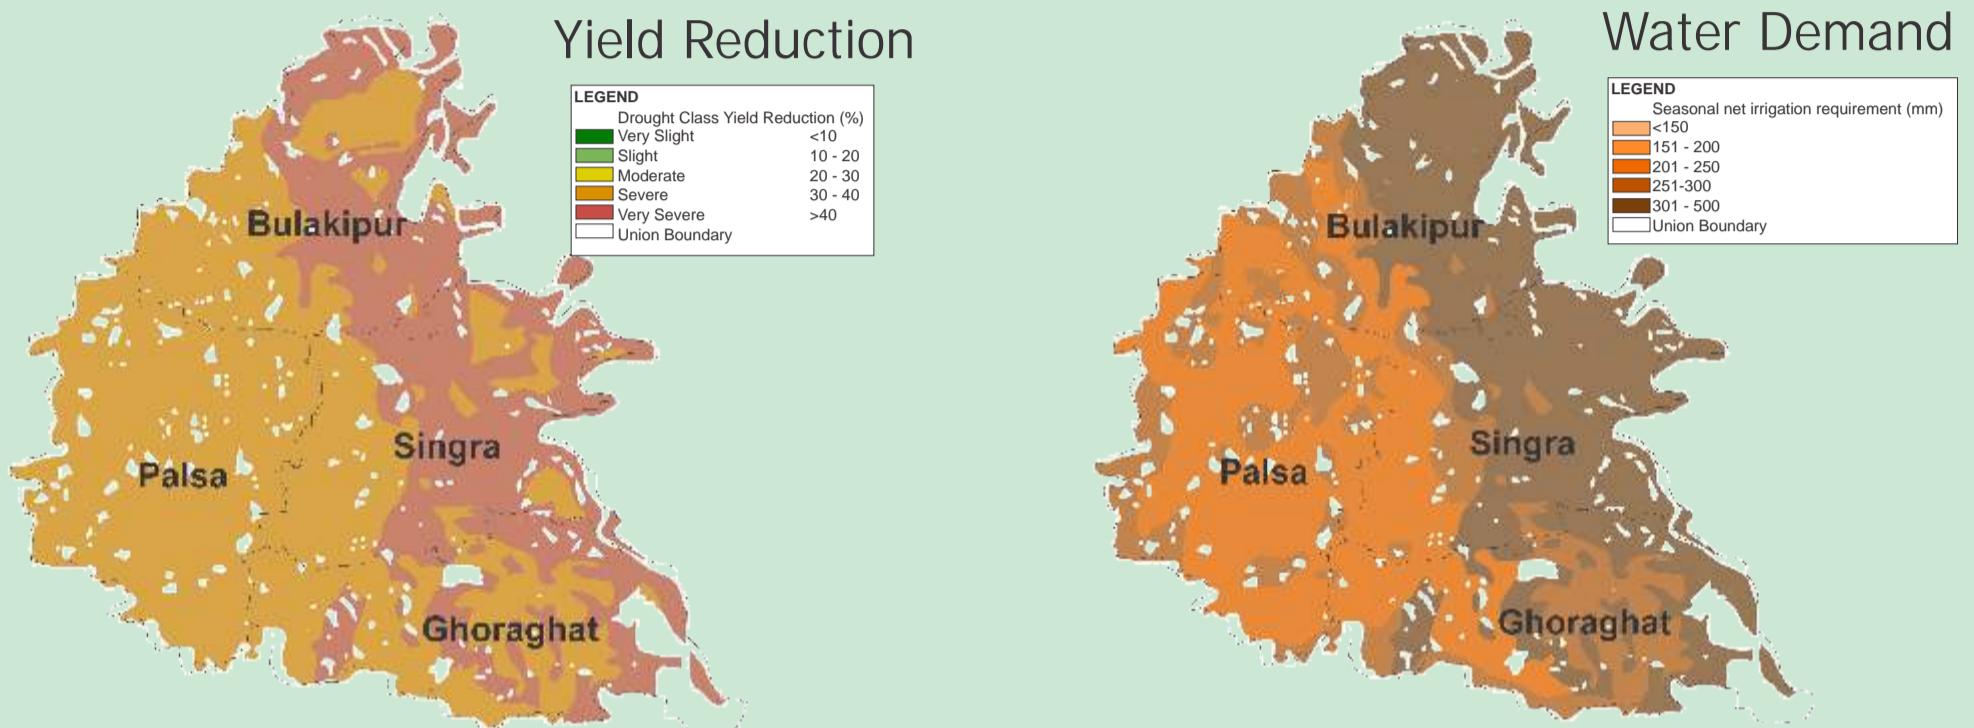 Yield Reduction
LEGEND
Drought Class Yield Reduction (%)
Very Slight <10
Slight 10 - 20
Moderate 20 - 30
Severe 30 - 40
Very Severe >40
Union Boundary
Bulakipur
Singra
Palsa
Ghoraghat
Water Demand
LEGEND
Seasonal net irrigation requirement (mm)
<150
151 - 200
201 - 250
251-300
301 - 500
Union Boundary
Bulakipur
Singra
Palsa
Ghoraghat